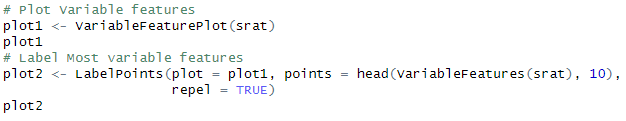 # Plot Variable features
plot1 <- VariableFeaturePlot(srat)
plot1
# Label Most variable features
plot2 <- LabelPoints(plot = plot1, points = head(VariableFeatures(srat), 10),
                     repel = TRUE)
plot2